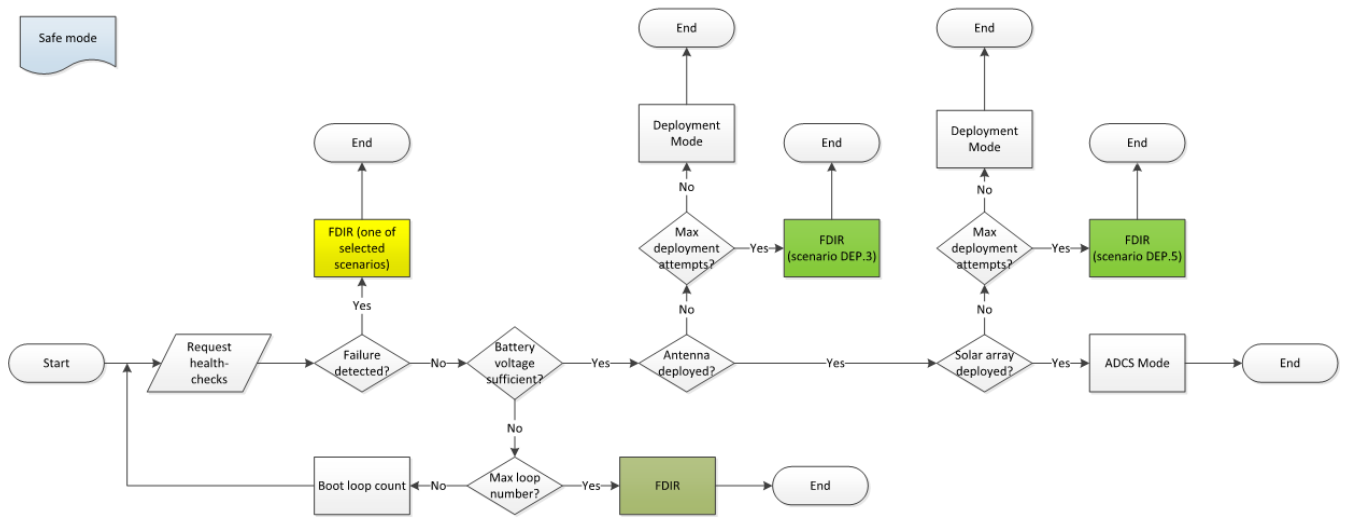 Safe mode
End
End
Deployment
Mode
Deployment
Mode
End
End
End
No
No
FDIR (one of
selected
scenarios)
Max
deployment
attempts?
Yes
FDIR
(scenario DEP.3)
Max
deployment
attempts?
Yes
FDIR
(scenario DEP.5)
Yes
No
No
Start
Request
health-
checks
Failure
detected?
No
Battery
voltage
sufficient?
Yes
Antenna
deployed?
Yes
Solar array
deployed?
Yes
ADCS Mode
End
No
Boot loop count
No
Max loop
number?
Yes
FDIR
End